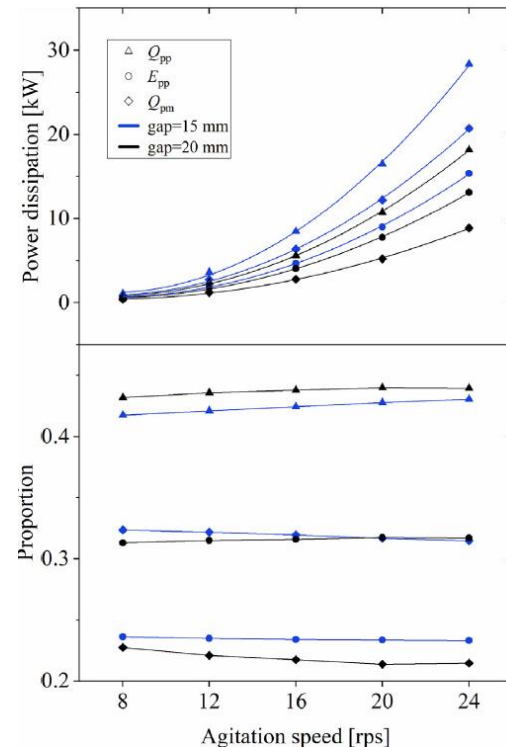 30
20
10
0
Power dissipation [kW]
Qpp
Epp
Qpm
gap=15 mm
gap=20 mm
0.4
0.3
0.2
Proportion
8 12 16 20 24
Agitation speed [rps]